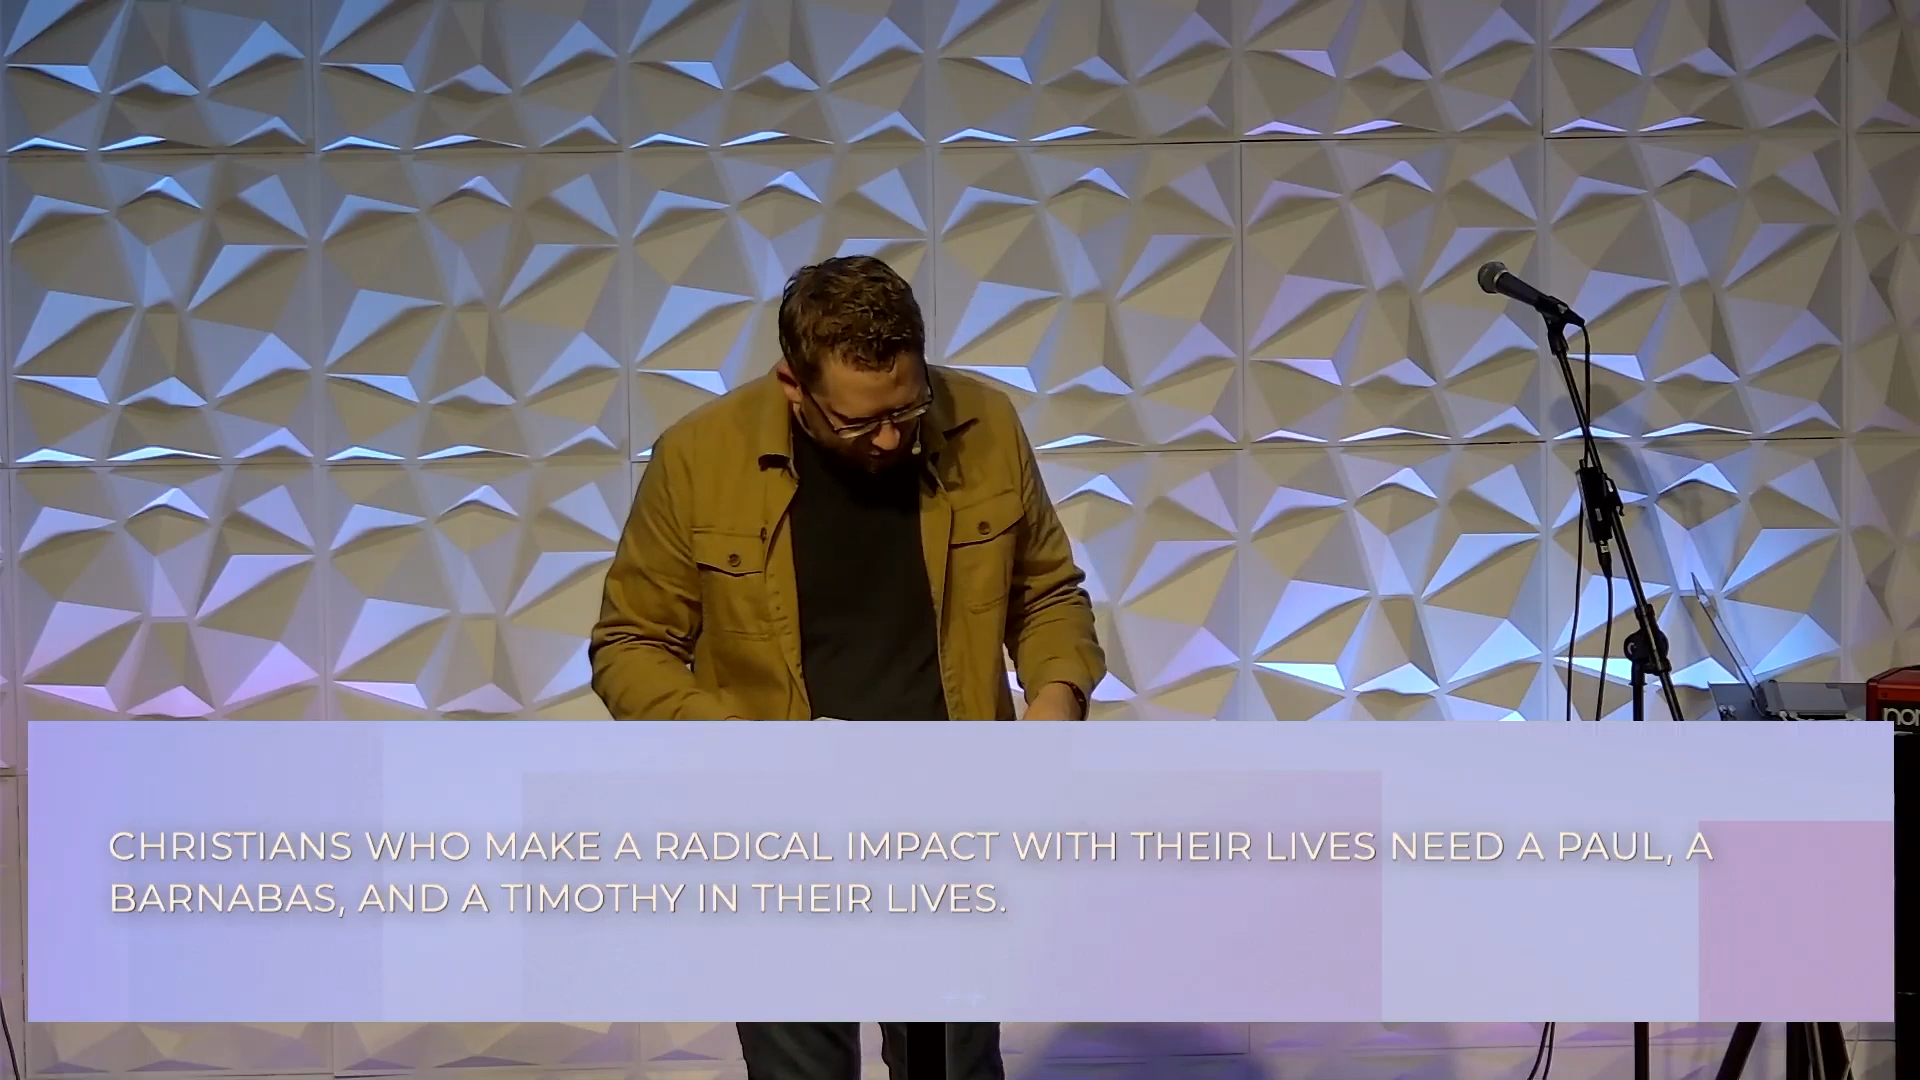 CHRISTIANS WHO MAKE A RADICAL IMPACT WITH THEIR LIVES NEED A PAUL, A
BARNABAS, AND A TIMOTHY IN THEIR LIVES.